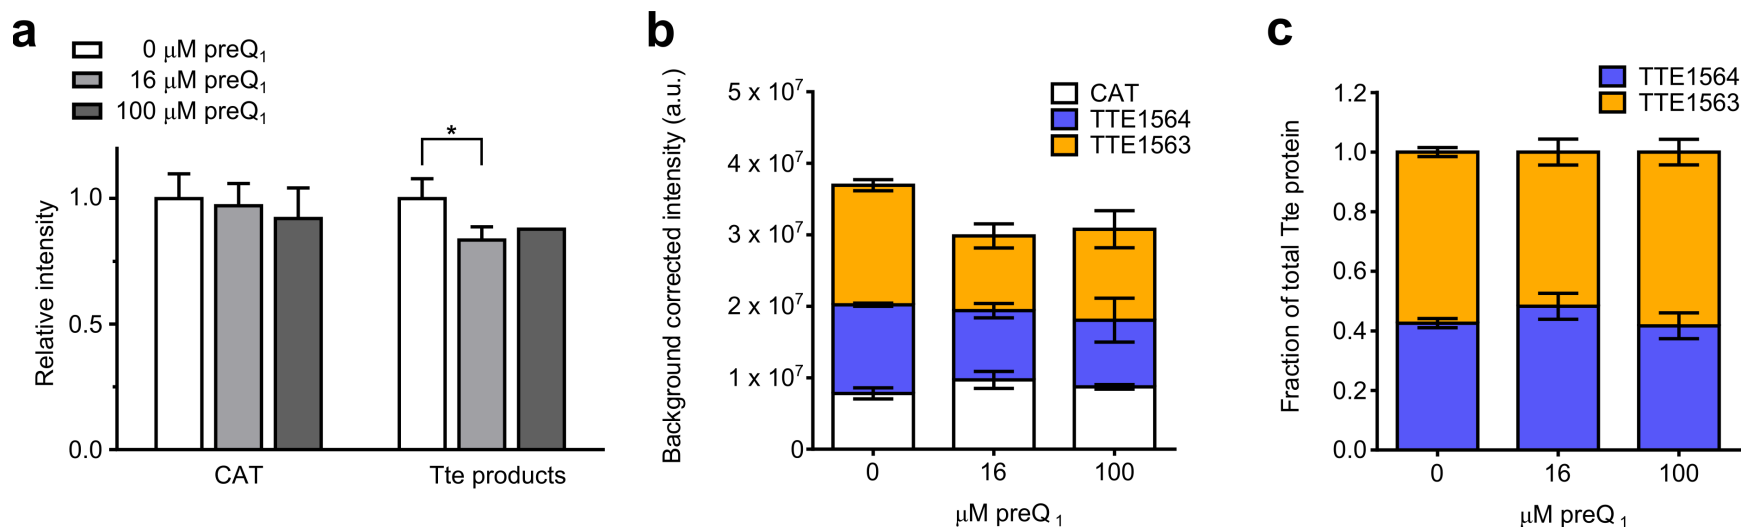 a
0 μM preQ1
16 μM preQ1
100 μM preQ1
*
Relative intensity
1.0
0.5
0.0
CAT
Tte products
b
Background corrected intensity (a.u.)
5 x 10^7
4 x 10^7
3 x 10^7
2 x 10^7
1 x 10^7
0
CAT
TTE1564
TTE1563
0
16
100
μM preQ1
c
Fraction of total Tte protein
1.2
1.0
0.8
0.6
0.4
0.2
0.0
TTE1564
TTE1563
0
16
100
μM preQ1